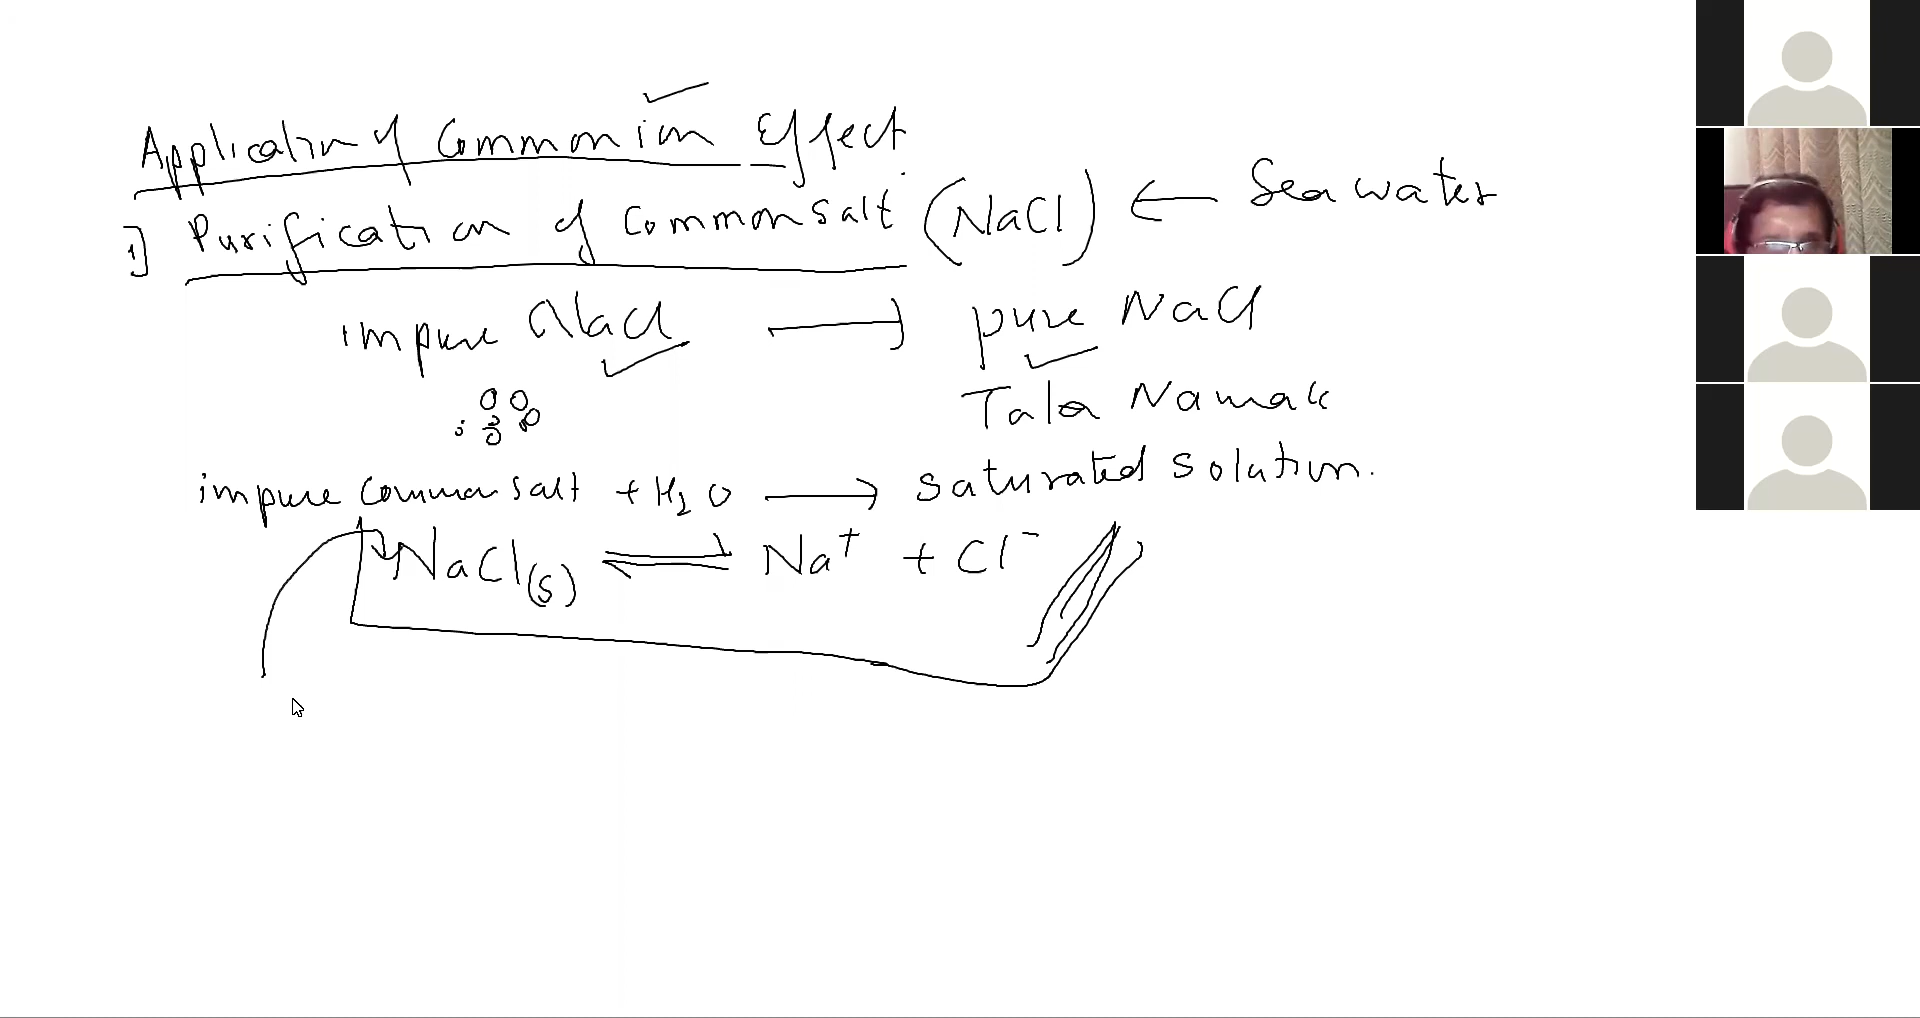 Application of Common ion Effect.
1] Purification of Common salt (NaCl) ← Sea water
impure NaCl → pure NaCl
Tata Namak
impure Common salt + H₂O → saturated solution.
NaCl(s) ⇌ Na⁺ + Cl⁻